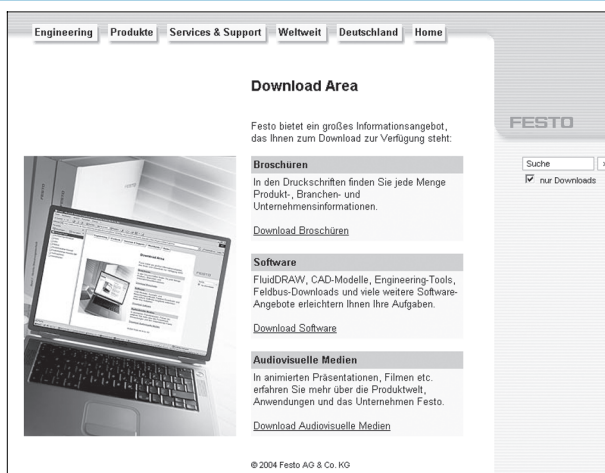 Engineering Produkte Services & Support Weltweit Deutschland Home
Download Area
Festo bietet ein großes Informationsangebot,
das Ihnen zum Download zur Verfügung steht:
FESTO
Suche
nur Downloads
Broschüren
In den Druckschriften finden Sie jede Menge
Produkt-, Branchen- und
Unternehmensinformationen.
Download Broschüren
Software
FluidDRAW, CAD-Modelle, Engineering-Tools,
Feldbus-Downloads und viele weitere Software-
Angebote erleichtern Ihnen Ihre Aufgaben.
Download Software
Audiovisuelle Medien
In animierten Präsentationen, Filmen etc.
erfahren Sie mehr über die Produktwelt,
Anwendungen und das Unternehmen Festo.
Download Audiovisuelle Medien
© 2004 Festo AG & Co. KG